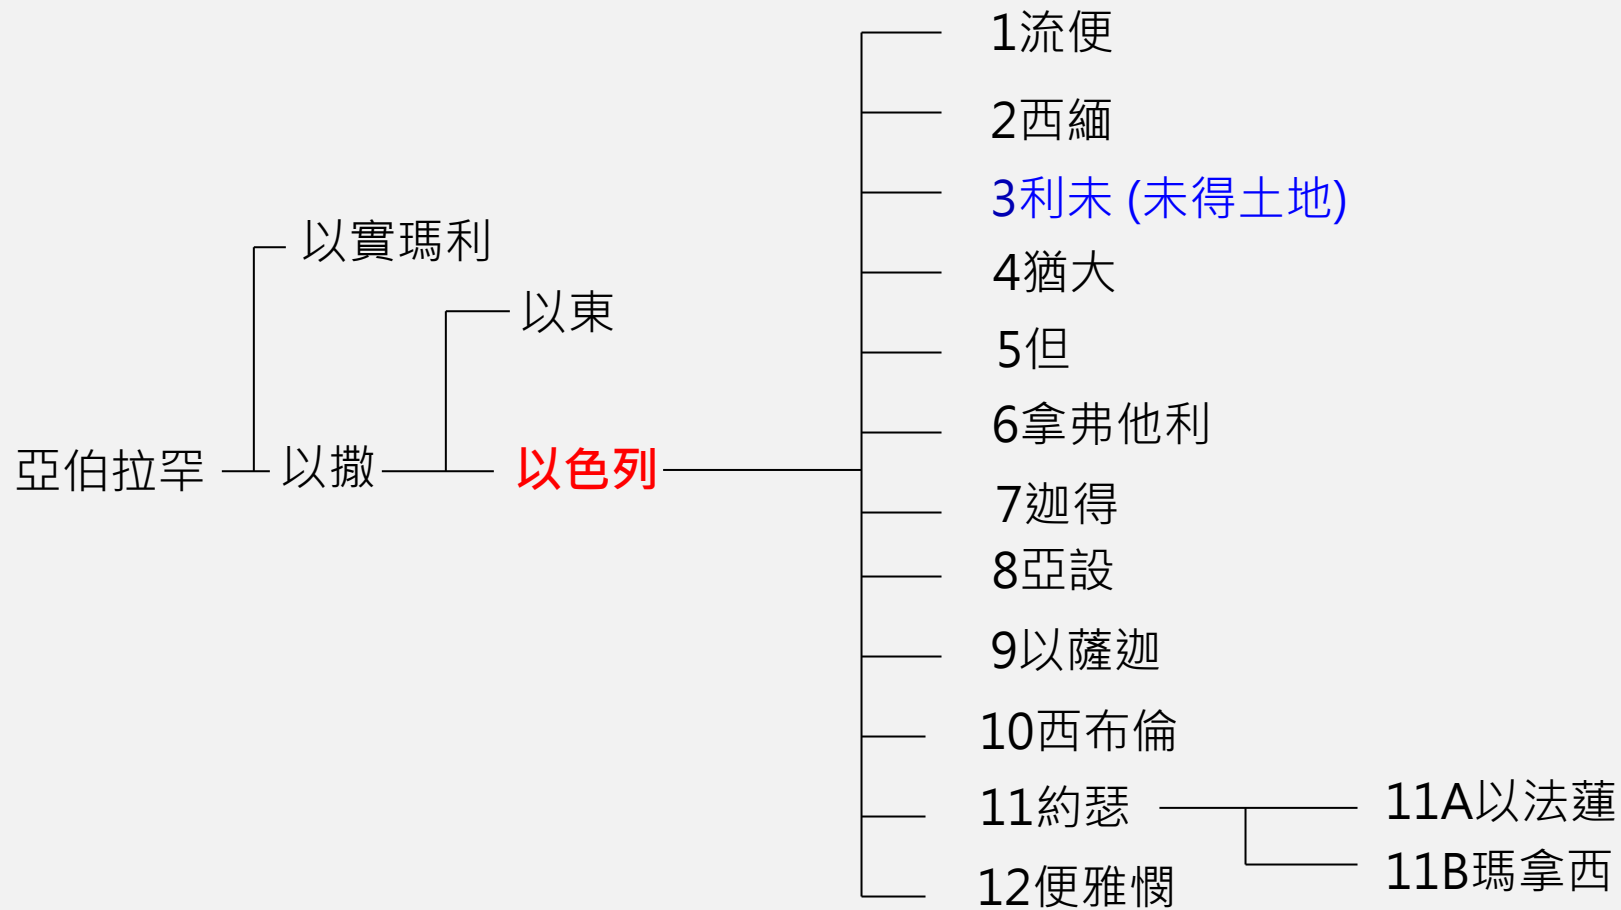 1流便
2西緬
3利未 (未得土地)
以實瑪利
4猶大
以東
5但
6拿弗他利
亞伯拉罕
以撒
以色列
7迦得
8亞設
9以薩迦
10西布倫
11約瑟
11A以法蓮
11B瑪拿西
12便雅憫